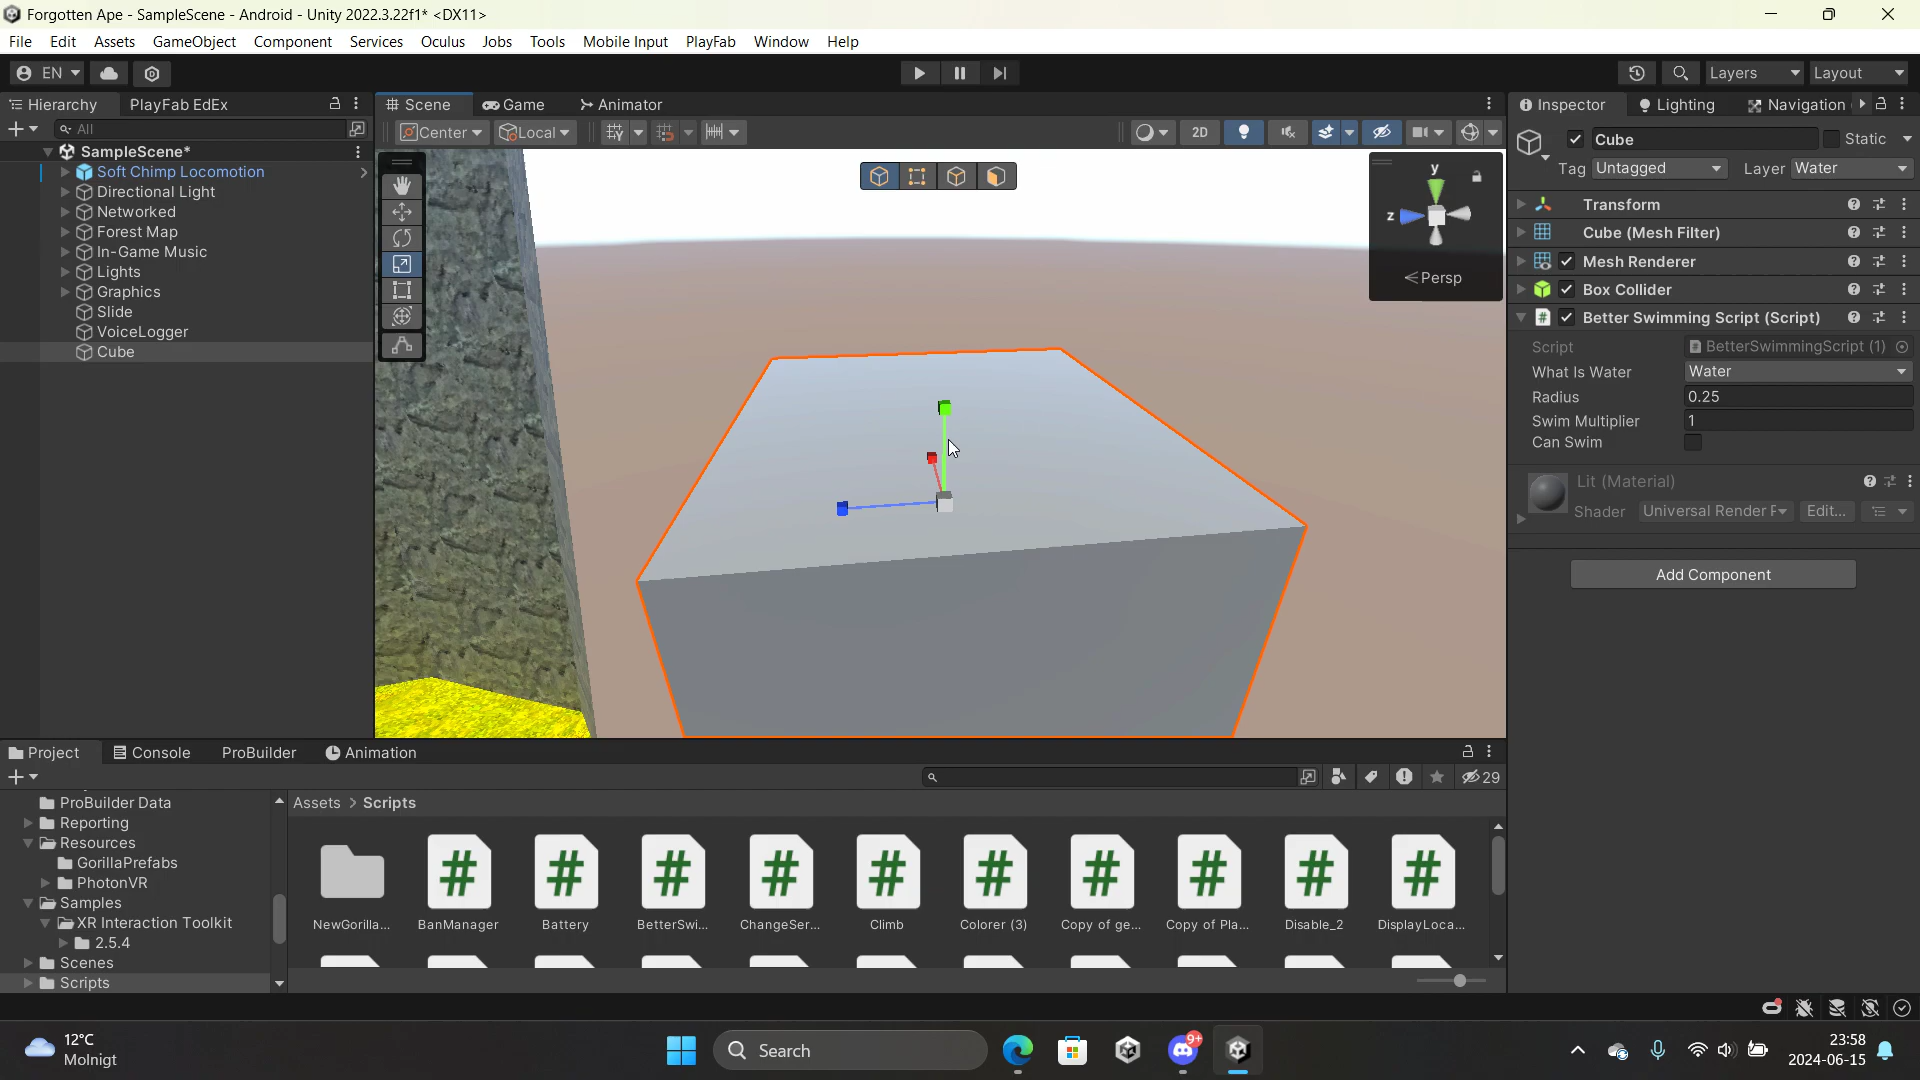 Forgotten Ape - SampleScene - Android - Unity 2022.3.22f1* <DX11>
File Edit Assets GameObject Component Services Oculus Jobs Tools Mobile Input PlayFab Window Help
EN
Layers Layout
Hierarchy PlayFab EdEx
Scene Game Animator
Inspector Lighting Navigation
All
Center Local
2D
Cube Static
Tag Untagged Layer Water
SampleScene*
Soft Chimp Locomotion
Directional Light
Networked
Forest Map
In-Game Music
Lights
Graphics
Slide
VoiceLogger
Cube
y
z
Persp
Transform
Cube (Mesh Filter)
Mesh Renderer
Box Collider
Better Swimming Script (Script)
Script BetterSwimmingScript (1)
What Is Water Water
Radius 0.25
Swim Multiplier 1
Can Swim
Lit (Material)
Shader Universal Render F Edit...
Add Component
Project Console ProBuilder Animation
29
Assets > Scripts
ProBuilder Data
Reporting
Resources
GorillaPrefabs
PhotonVR
Samples
XR Interaction Toolkit
2.5.4
Scenes
Scripts
NewGorilla... BanManager Battery BetterSwi... ChangeSer... Climb Colorer (3) Copy of ge... Copy of Pla... Disable_2 DisplayLoca...
12°C
Molnigt
Search
9+
23:58
2024-06-15